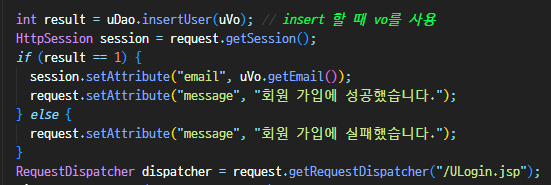 int result = uDao.insertUser(uVo); // insert 할 때 vo를 사용
HttpSession session = request.getSession();
if (result == 1) {
session.setAttribute("email", uVo.getEmail());
request.setAttribute("message", "회원 가입에 성공했습니다.");
} else {
request.setAttribute("message", "회원 가입에 실패했습니다.");
}
RequestDispatcher dispatcher = request.getRequestDispatcher("/ULogin.jsp");